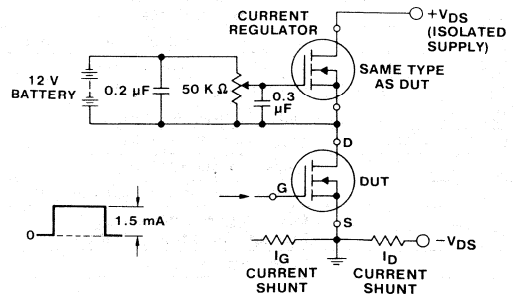 CURRENT
REGULATOR
+VDS
(ISOLATED
SUPPLY)
12 V
BATTERY
0.2 µF
50 K Ω
0.3
µF
SAME TYPE
AS DUT
D
DUT
G
1.5 mA
0
S
IG
CURRENT
SHUNT
ID
CURRENT
SHUNT
−VDS